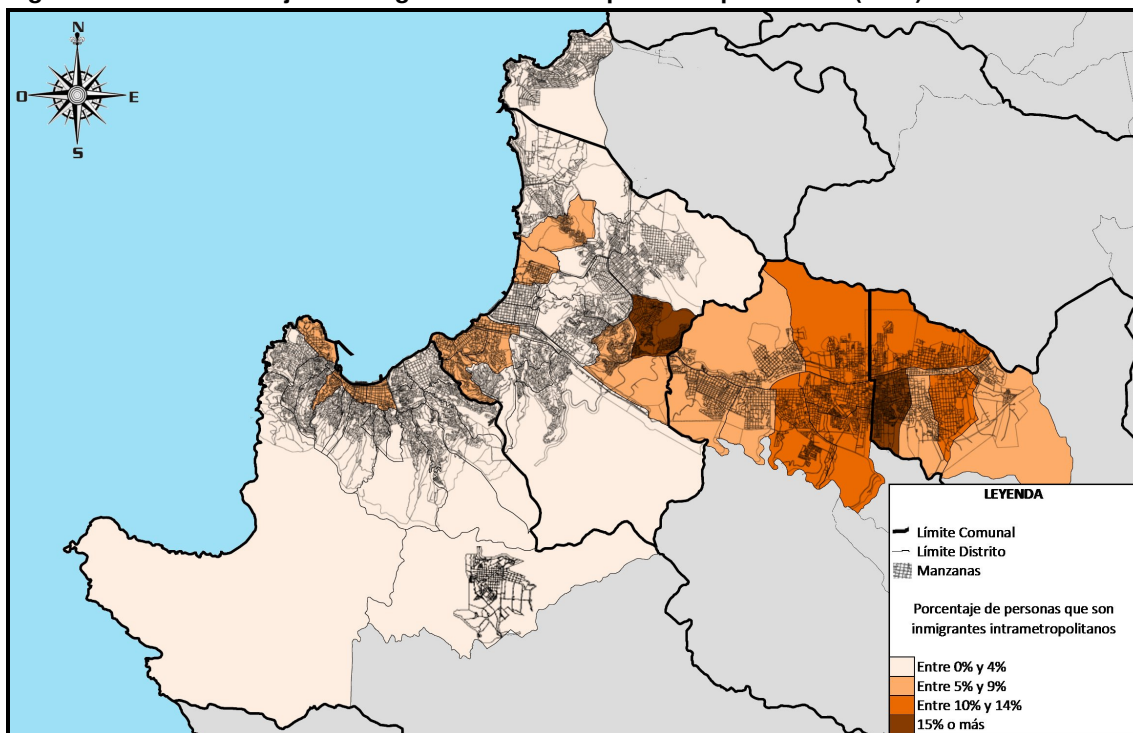 N
O
E
S
LEYENDA
Límite Comunal
Límite Distrito
Manzanas
Porcentaje de personas que son
inmigrantes intrametropolitanos
Entre 0% y 4%
Entre 5% y 9%
Entre 10% y 14%
15% o más